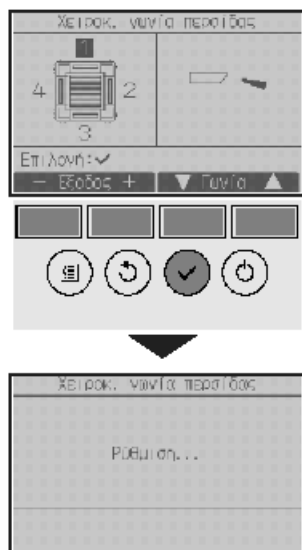 Χειροκ. γωνία περσίδας
1
4
2
3
Επιλογή:✓
− Έξοδος + ▼ Γωνία ▲
Χειροκ. γωνία περσίδας
Ρύθμιση...